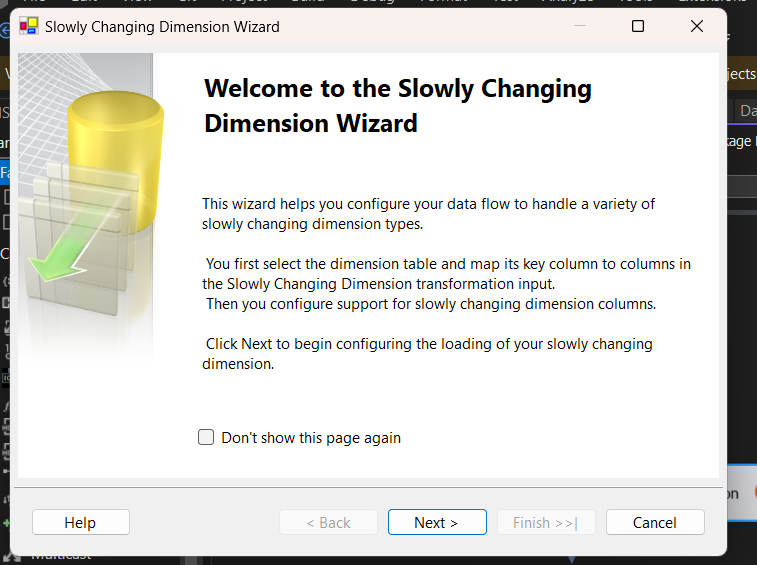 Slowly Changing Dimension Wizard
Welcome to the Slowly Changing
Dimension Wizard
This wizard helps you configure your data flow to handle a variety of
slowly changing dimension types.
You first select the dimension table and map its key column to columns in
the Slowly Changing Dimension transformation input.
Then you configure support for slowly changing dimension columns.
Click Next to begin configuring the loading of your slowly changing
dimension.
Don't show this page again
Help
< Back
Next >
Finish >>|
Cancel